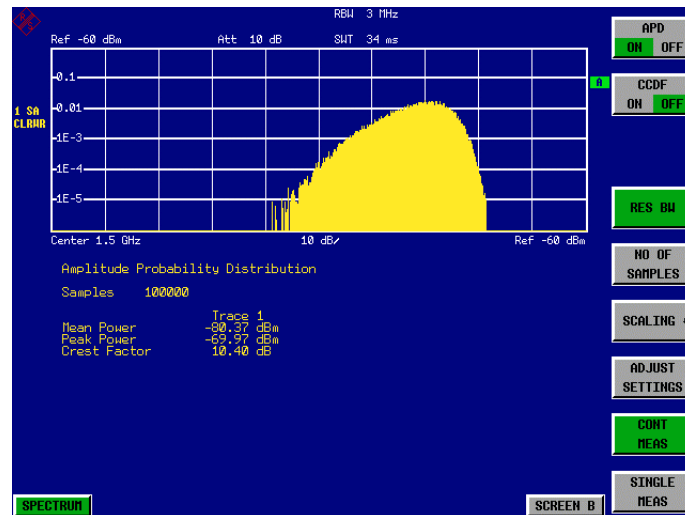 RBW 3 MHz
Ref -60 dBm Att 10 dB SWT 34 ms
APD
ON OFF
0.1
A
CCDF
ON OFF
1 SA
CLRWR
0.01
1E-3
1E-4
1E-5
RES BW
Center 1.5 GHz 10 dB/ Ref -60 dBm
NO OF
SAMPLES
Amplitude Probability Distribution
Samples 100000
Trace 1
Mean Power -80.37 dBm
Peak Power -69.97 dBm
Crest Factor 10.40 dB
SCALING
ADJUST
SETTINGS
CONT
MEAS
SINGLE
MEAS
SPECTRUM
SCREEN B